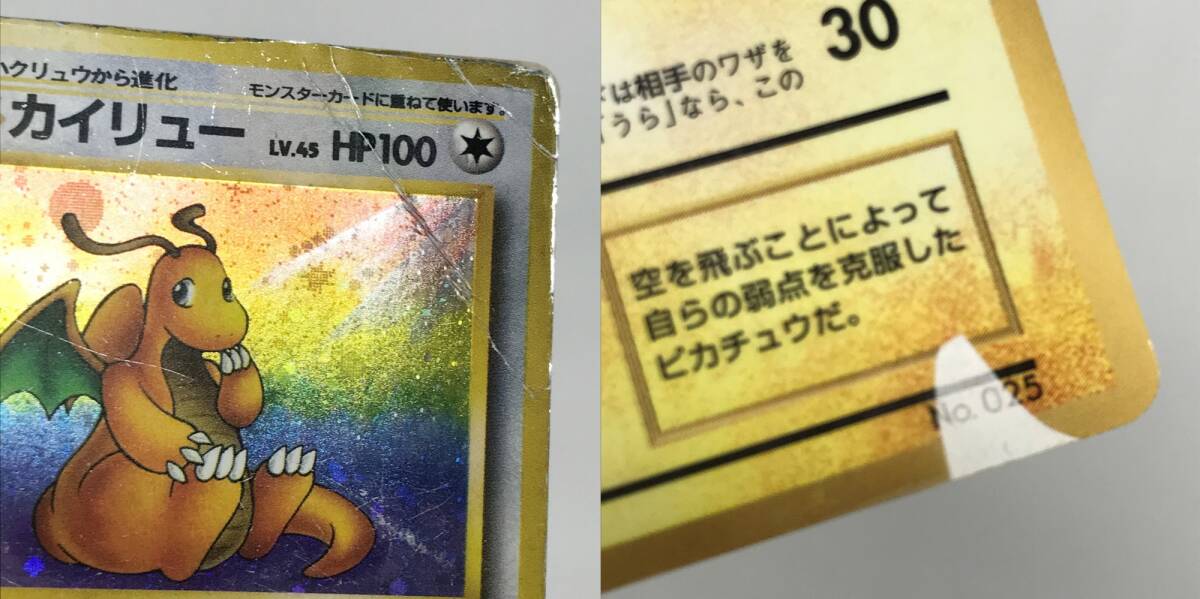 ハクリュウから進化
モンスター・カードに重ねて使います。
カイリュー LV.45 HP100
30
は相手のワザを
うら」なら、この
空を飛ぶことによって
自らの弱点を克服した
ピカチュウだ。
No. 025